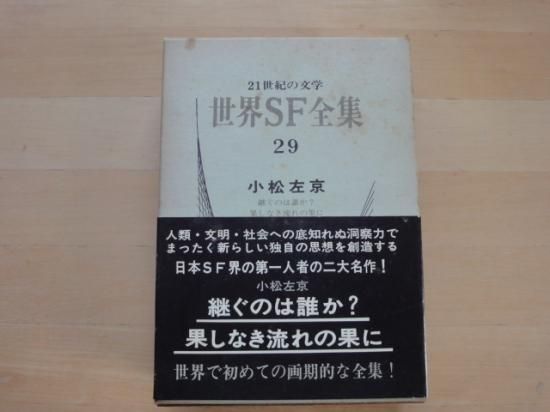 21世紀の文学
世界SF全集
29
小松左京
継ぐのは誰か?
果しなき流れの果に
人類・文明・社会への底知れぬ洞察力で
まったく新らしい独自の思想を創造する
日本SF界の第一人者の二大名作!
小松左京
継ぐのは誰か?
果しなき流れの果に
世界で初めての画期的な全集!